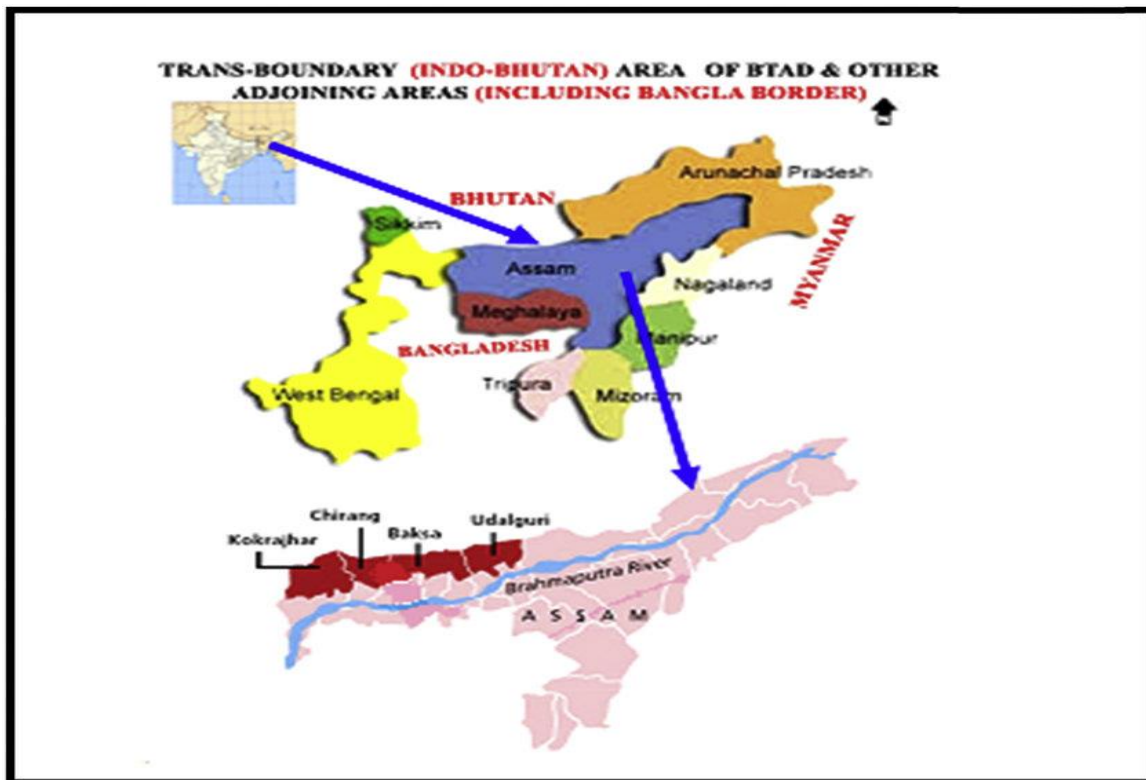 TRANS-BOUNDARY (INDO-BHUTAN) AREA OF BTAD & OTHER
ADJOINING AREAS (INCLUDING BANGLA BORDER)
N
Arunachal Pradesh
BHUTAN
Sikkim
MYANMAR
Assam
Nagaland
Meghalaya
Manipur
BANGLADESH
Tripura
West Bengal
Mizoram
Chirang
Udalguri
Baksa
Kokrajhar
Brahmaputra River
ASSAM